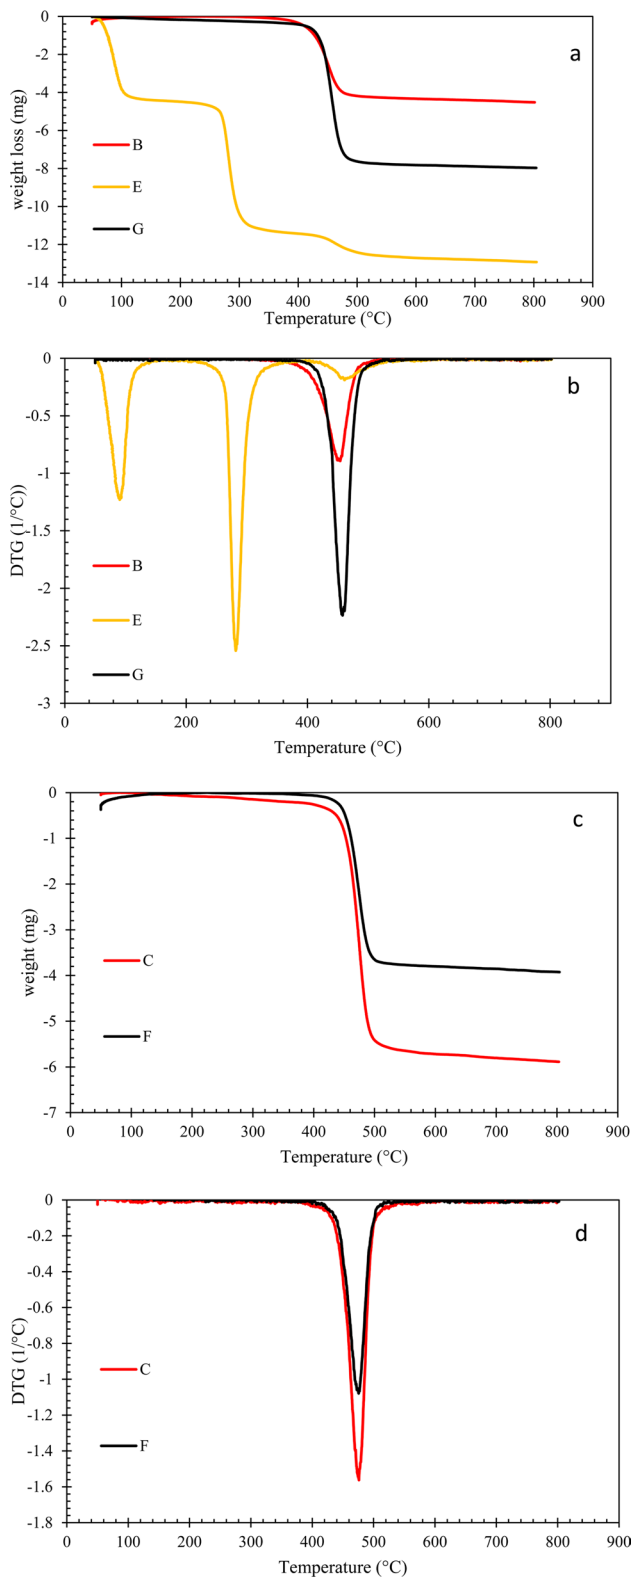 0
-2
-4
-6
-8
-10
-12
-14
weight loss (mg)
a
B
E
G
0 100 200 300 400 500 600 700 800 900
Temperature (°C)
0
-0.5
-1
-1.5
-2
-2.5
-3
DTG (1/°C))
b
B
E
G
0 200 400 600 800
Temperature (°C)
0
-1
-2
-3
-4
-5
-6
-7
weight (mg)
c
C
F
0 100 200 300 400 500 600 700 800 900
Temperature (°C)
0
-0.2
-0.4
-0.6
-0.8
-1
-1.2
-1.4
-1.6
-1.8
DTG (1/°C)
d
C
F
0 100 200 300 400 500 600 700 800 900
Temperature (°C)